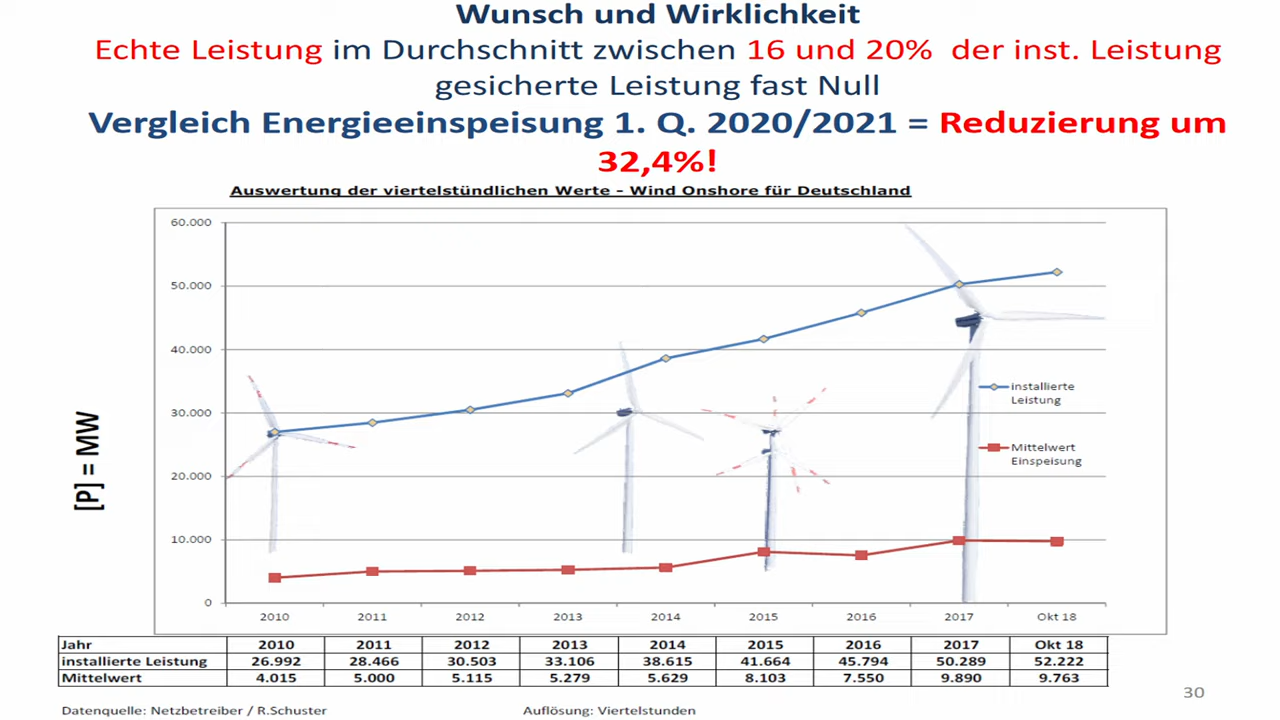 Wunsch und Wirklichkeit
Echte Leistung im Durchschnitt zwischen 16 und 20% der inst. Leistung
gesicherte Leistung fast Null
Vergleich Energieeinspeisung 1. Q. 2020/2021 = Reduzierung um
32,4%!
Auswertung der viertelstündlichen Werte - Wind Onshore für Deutschland
60.000
50.000
40.000
30.000
20.000
10.000
0
[P] = MW
installierte
Leistung
Mittelwert
Einspeisung
2010 2011 2012 2013 2014 2015 2016 2017 Okt 18
Jahr 2010 2011 2012 2013 2014 2015 2016 2017 Okt 18
installierte Leistung 26.992 28.466 30.503 33.106 38.615 41.664 45.794 50.289 52.222
Mittelwert 4.015 5.000 5.115 5.279 5.629 8.103 7.550 9.890 9.763
30
Datenquelle: Netzbetreiber / R.Schuster Auflösung: Viertelstunden